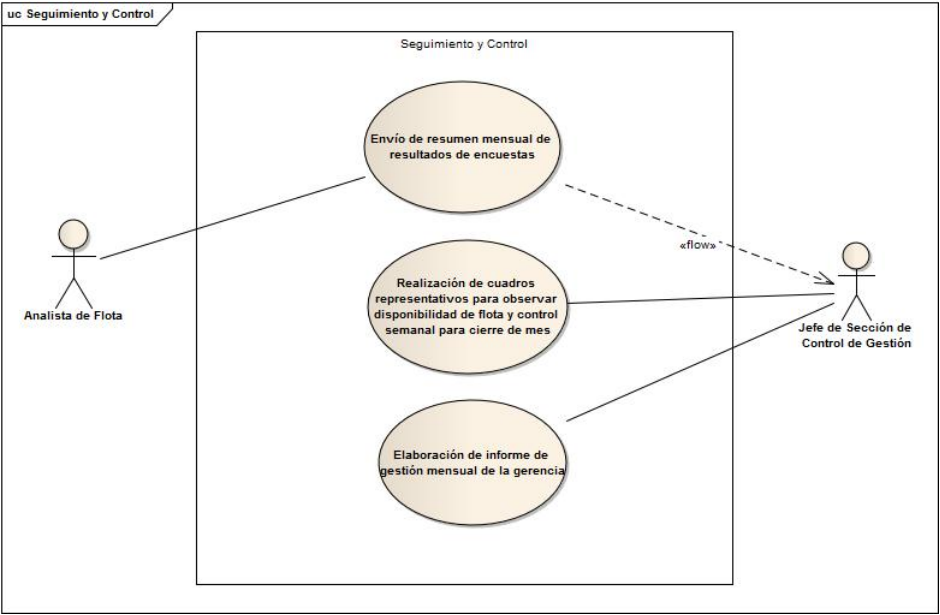 uc Seguimiento y Control
Seguimiento y Control
Envío de resumen mensual de
resultados de encuestas
«flow»
Realización de cuadros
representativos para observar
disponibilidad de flota y control
semanal para cierre de mes
Analista de Flota
Jefe de Sección de
Control de Gestión
Elaboración de informe de
gestión mensual de la gerencia